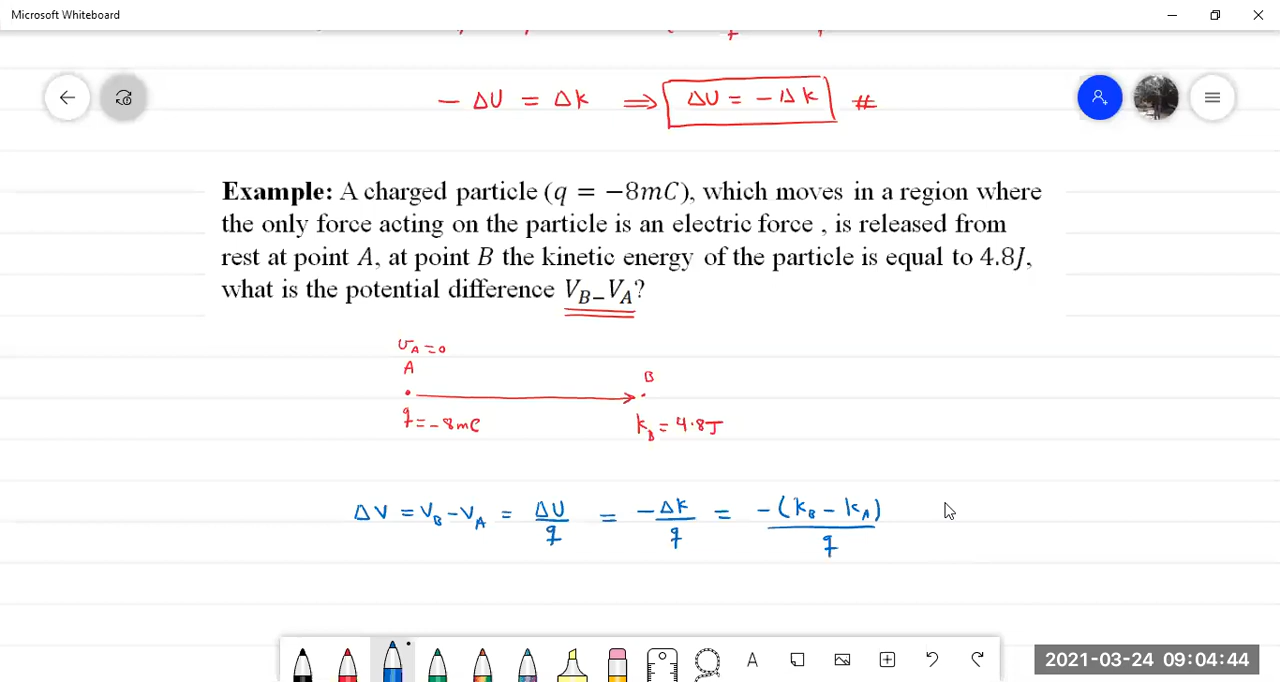 Microsoft Whiteboard
- ΔU = Δk ⟹ ΔU = - Δk #
Example: A charged particle (q = −8mC), which moves in a region where
the only force acting on the particle is an electric force , is released from
rest at point A, at point B the kinetic energy of the particle is equal to 4.8J,
what is the potential difference V_B−V_A?
v_A = 0
A
B
q = -8mC
k_B = 4.8J
ΔV = V_B - V_A = ΔU/q = -Δk/q = -(k_B - k_A)/q
A
2021-03-24 09:04:44